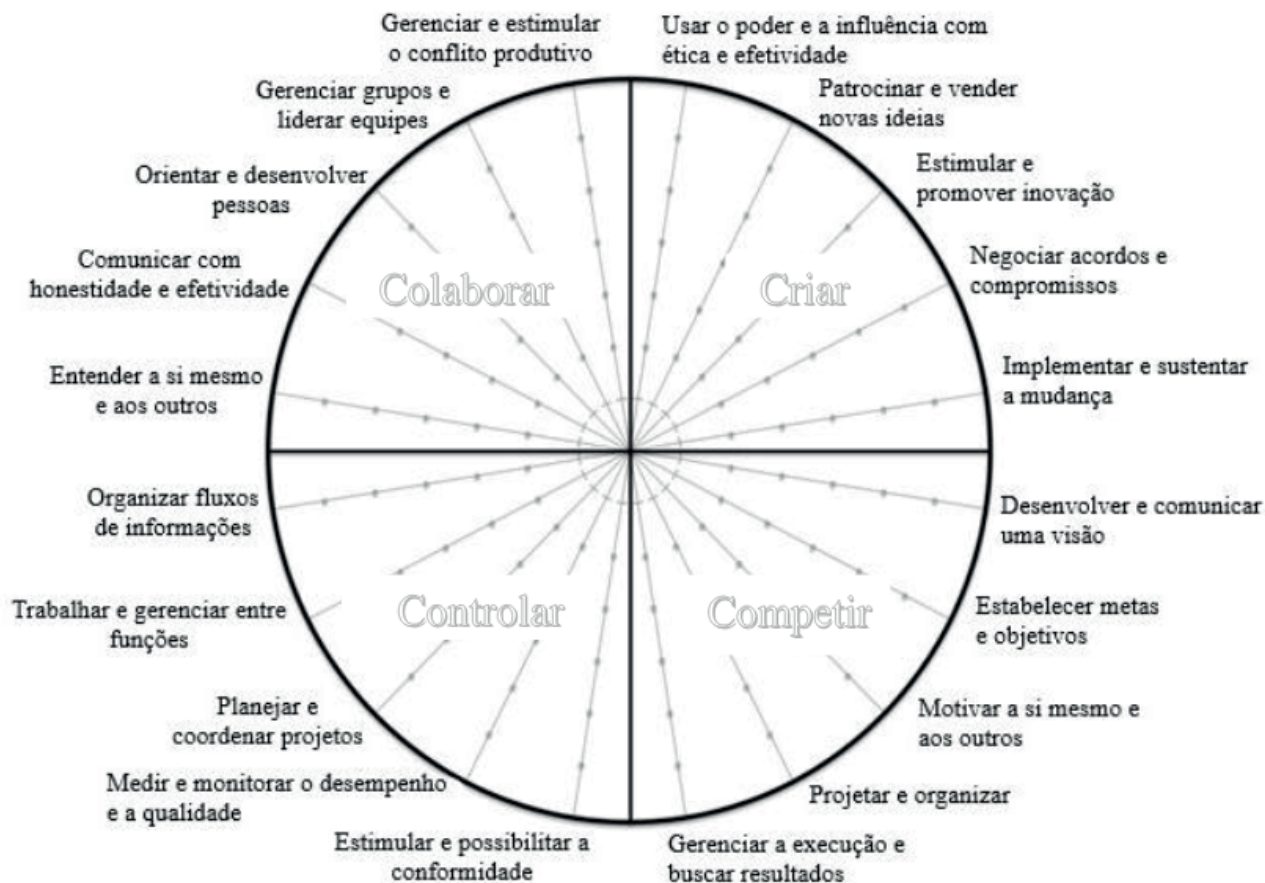 Gerenciar e estimular
o conflito produtivo
Usar o poder e a influência com
ética e efetividade
Gerenciar grupos e
liderar equipes
Patrocinar e vender
novas ideias
Orientar e desenvolver
pessoas
Estimular e
promover inovação
Comunicar com
honestidade e efetividade
Negociar acordos e
compromissos
Colaborar
Criar
Entender a si mesmo
e aos outros
Implementar e sustentar
a mudança
Organizar fluxos
de informações
Desenvolver e comunicar
uma visão
Trabalhar e gerenciar entre
funções
Controlar
Competir
Estabelecer metas
e objetivos
Planejar e
coordenar projetos
Motivar a si mesmo e
aos outros
Medir e monitorar o desempenho
e a qualidade
Projetar e organizar
Estimular e possibilitar a
conformidade
Gerenciar a execução e
buscar resultados